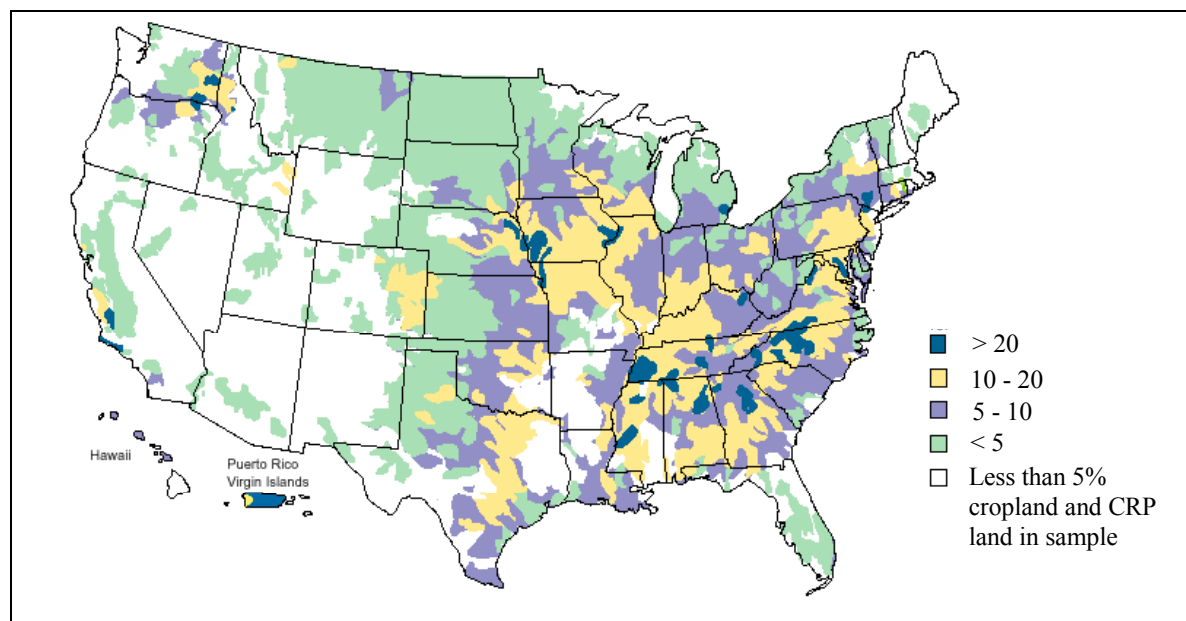 > 20
10 - 20
5 - 10
< 5
Less than 5%
cropland and CRP
land in sample
Hawaii
Puerto Rico
Virgin Islands